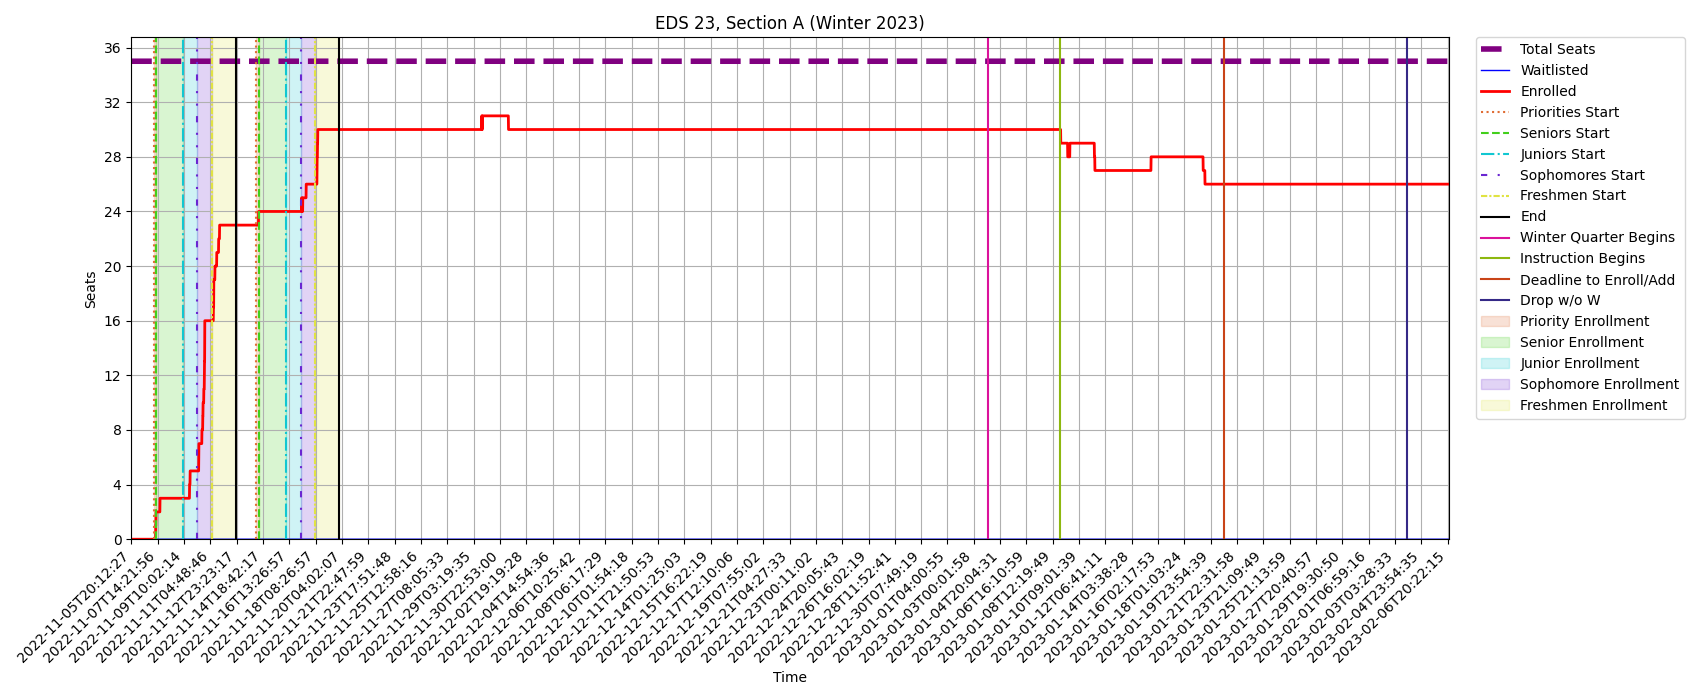 EDS 23, Section A (Winter 2023)
36
32
28
24
20
16
12
8
4
0
Seats
2022-11-05T20:12:27
2022-11-07T14:21:56
2022-11-09T10:02:14
2022-11-11T04:48:46
2022-11-12T23:23:17
2022-11-14T18:42:17
2022-11-16T13:26:57
2022-11-18T08:26:57
2022-11-20T04:02:07
2022-11-21T22:47:59
2022-11-23T17:51:48
2022-11-25T12:58:16
2022-11-27T08:05:33
2022-11-29T03:19:35
2022-11-30T22:53:00
2022-12-02T19:19:28
2022-12-04T14:54:36
2022-12-06T10:25:42
2022-12-08T06:17:29
2022-12-10T01:54:18
2022-12-11T21:50:53
2022-12-14T01:25:03
2022-12-15T16:22:19
2022-12-17T12:10:06
2022-12-19T07:55:02
2022-12-21T04:27:33
2022-12-23T00:11:02
2022-12-24T20:05:43
2022-12-26T16:02:19
2022-12-28T11:52:41
2022-12-30T07:49:19
2023-01-01T04:00:55
2023-01-03T00:01:58
2023-01-04T20:04:31
2023-01-06T16:10:59
2023-01-08T12:19:49
2023-01-10T09:01:39
2023-01-12T06:41:11
2023-01-14T03:38:28
2023-01-16T02:17:53
2023-01-18T01:03:24
2023-01-19T23:54:39
2023-01-21T22:31:58
2023-01-23T21:09:49
2023-01-25T21:13:59
2023-01-27T20:40:57
2023-01-29T19:30:50
2023-02-01T06:59:16
2023-02-03T03:28:33
2023-02-04T23:54:35
2023-02-06T20:22:15
Time
Total Seats
Waitlisted
Enrolled
Priorities Start
Seniors Start
Juniors Start
Sophomores Start
Freshmen Start
End
Winter Quarter Begins
Instruction Begins
Deadline to Enroll/Add
Drop w/o W
Priority Enrollment
Senior Enrollment
Junior Enrollment
Sophomore Enrollment
Freshmen Enrollment